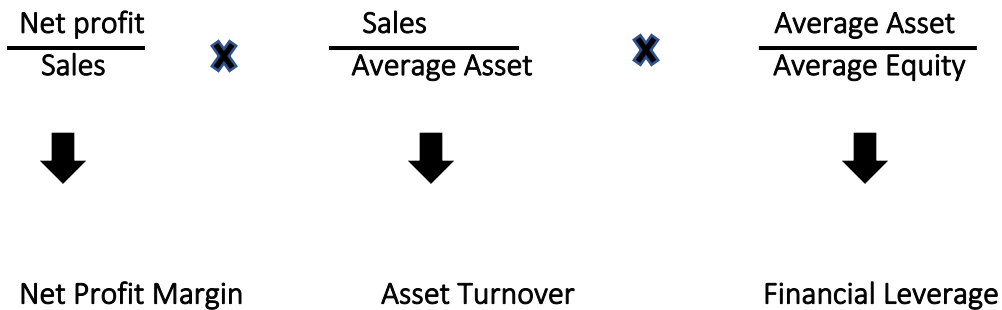 Net profit
Sales
Sales
Average Asset
Average Asset
Average Equity
Net Profit Margin
Asset Turnover
Financial Leverage